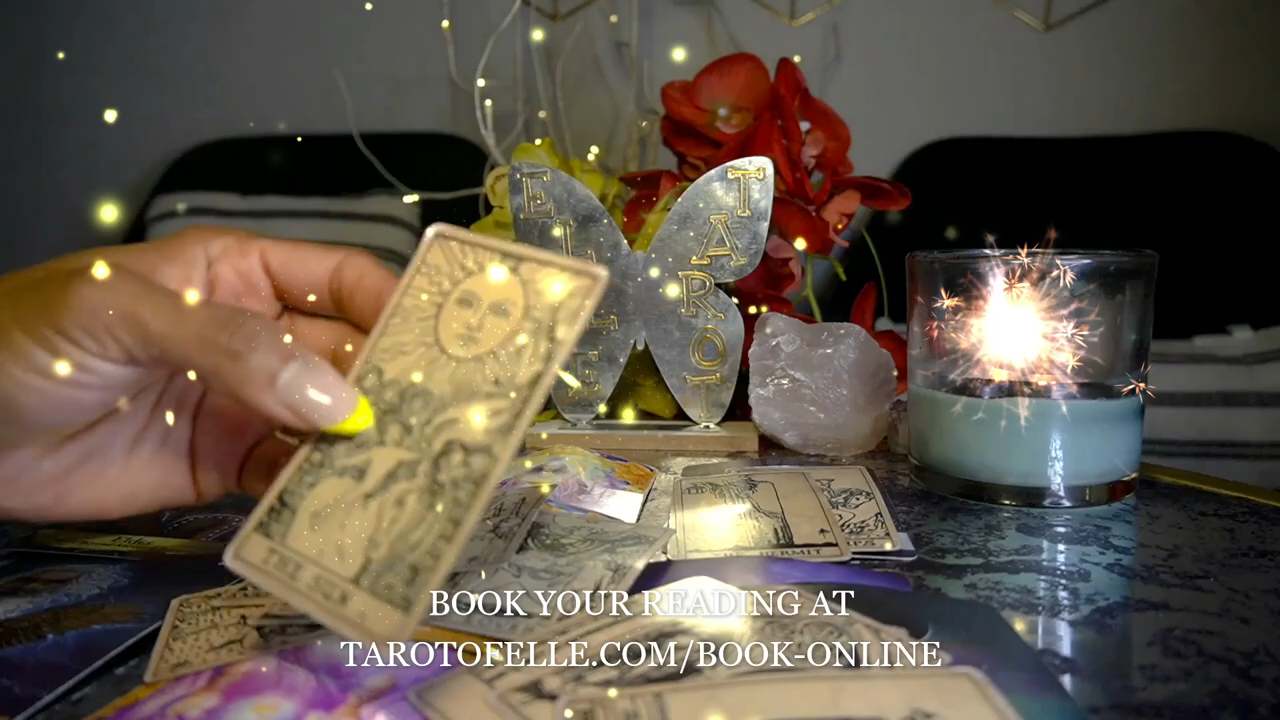 ELLE
TAROT
THE SUN
THE HERMIT
BOOK YOUR READING AT
TAROTOFELLE.COM/BOOK-ONLINE